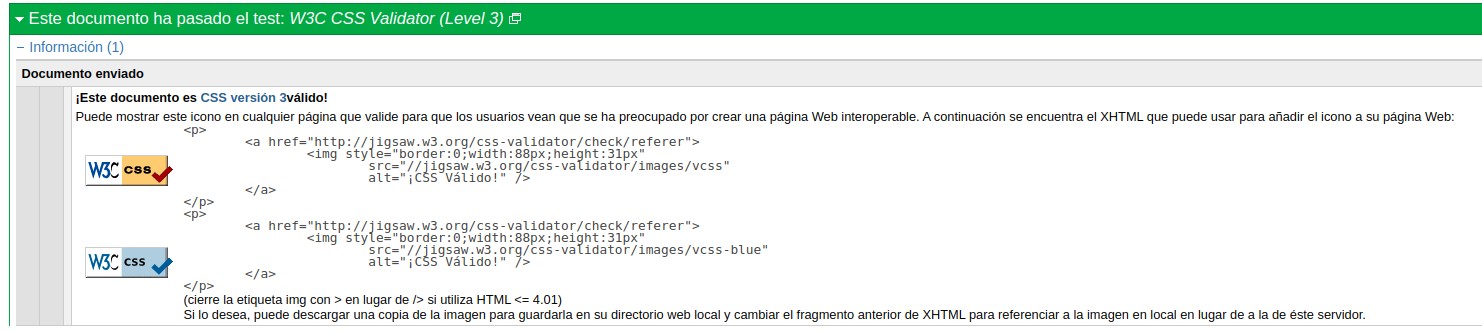 Este documento ha pasado el test: W3C CSS Validator (Level 3)
− Información (1)
Documento enviado
¡Este documento es CSS versión 3válido!
Puede mostrar este icono en cualquier página que valide para que los usuarios vean que se ha preocupado por crear una página Web interoperable. A continuación se encuentra el XHTML que puede usar para añadir el icono a su página Web:
W3C css
<p>
<a href="http://jigsaw.w3.org/css-validator/check/referer">
<img style="border:0;width:88px;height:31px"
src="//jigsaw.w3.org/css-validator/images/vcss"
alt="¡CSS Válido!" />
</a>
</p>
W3C css
<p>
<a href="http://jigsaw.w3.org/css-validator/check/referer">
<img style="border:0;width:88px;height:31px"
src="//jigsaw.w3.org/css-validator/images/vcss-blue"
alt="¡CSS Válido!" />
</a>
</p>
(cierre la etiqueta img con > en lugar de /> si utiliza HTML <= 4.01)
Si lo desea, puede descargar una copia de la imagen para guardarla en su directorio web local y cambiar el fragmento anterior de XHTML para referenciar a la imagen en local en lugar de a la de éste servidor.